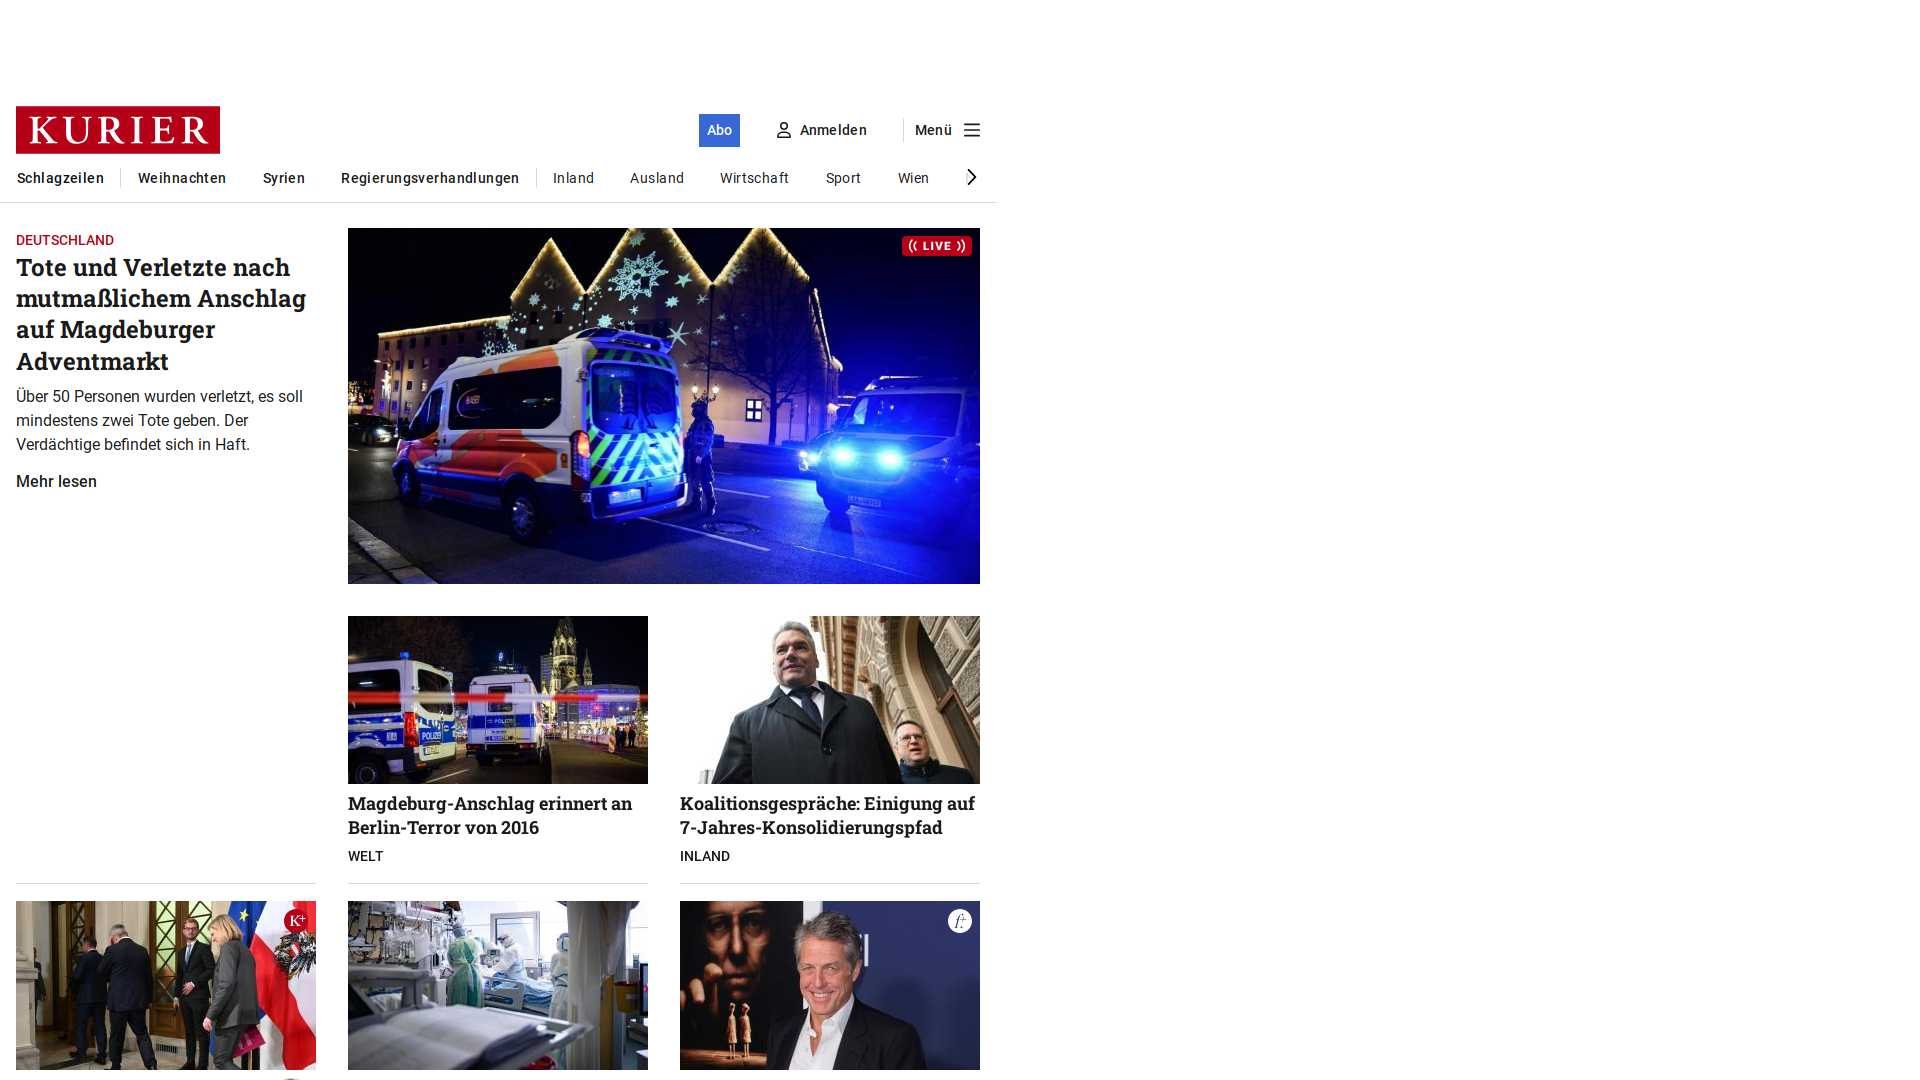 KURIER
Abo
Anmelden
Menü
Schlagzeilen
Weihnachten
Syrien
Regierungsverhandlungen
Inland
Ausland
Wirtschaft
Sport
Wien
DEUTSCHLAND
Tote und Verletzte nach
mutmaßlichem Anschlag
auf Magdeburger
Adventmarkt
Über 50 Personen wurden verletzt, es soll
mindestens zwei Tote geben. Der
Verdächtige befindet sich in Haft.
Mehr lesen
LIVE
POLIZEI
POLIZEI
Magdeburg-Anschlag erinnert an
Berlin-Terror von 2016
WELT
Koalitionsgespräche: Einigung auf
7-Jahres-Konsolidierungspfad
INLAND
K+
f+